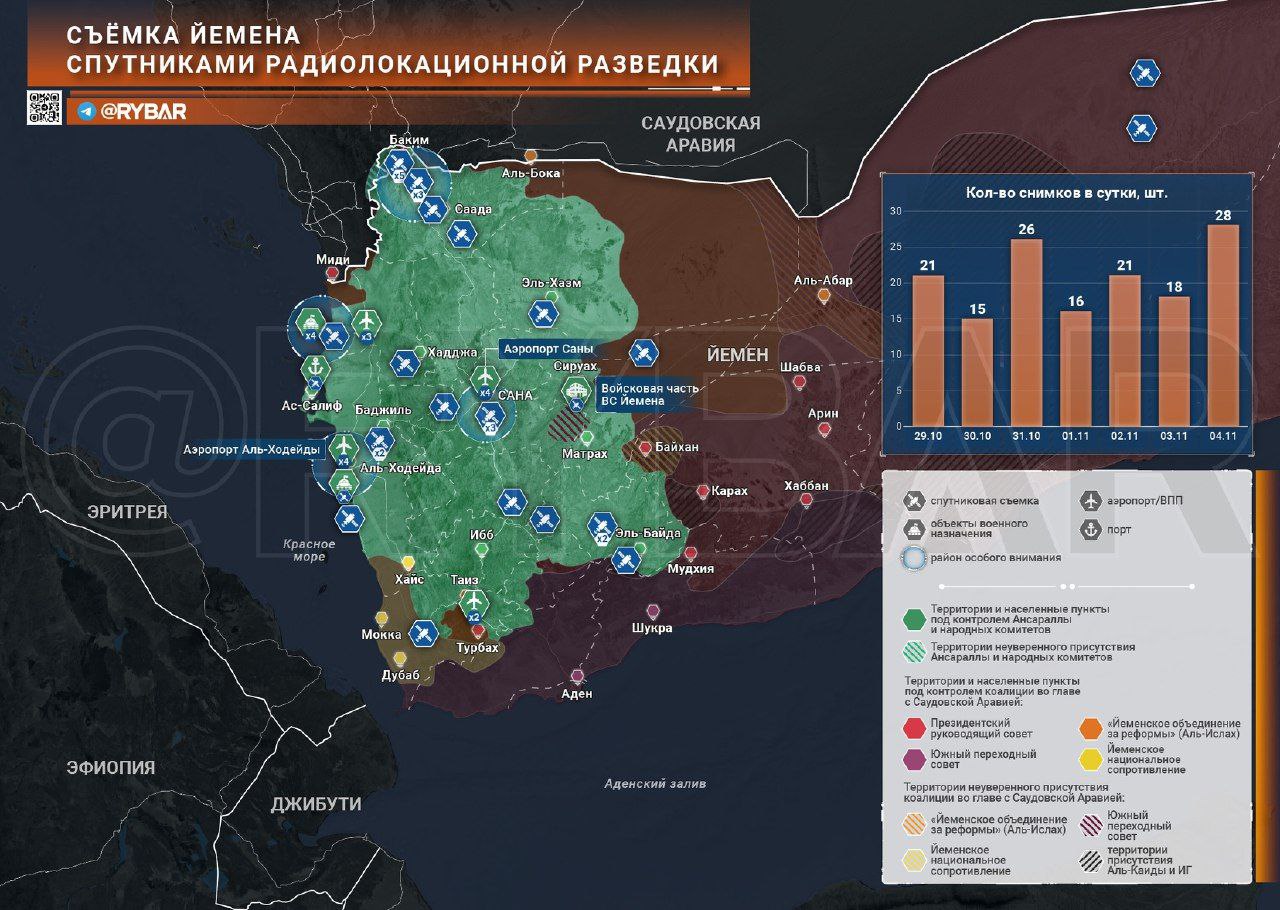 СЪЁМКА ЙЕМЕНА
СПУТНИКАМИ РАДИОЛОКАЦИОННОЙ РАЗВЕДКИ
@RYBAR
САУДОВСКАЯ
АРАВИЯ
Баким
x5
x3
Аль-Бока
Саада
Миди
Эль-Хазм
Аль-Абар
x4
x3
Хадджа
Аэропорт Саны
ЙЕМЕН
Сируах
Шабва
x4
САНА
Войсковая часть
ВС Йемена
Ас-Салиф
Баджиль
x3
Арин
Аэропорт Аль-Ходейды
x4
x2
Аль-Ходейда
Матрах
Байхан
Карах
Хаббан
ЭРИТРЕЯ
Красное
море
Ибб
x2
Эль-Байда
Мудхия
Хайс
Таиз
x2
Мокка
Турбах
Шукра
Дубаб
Аден
ЭФИОПИЯ
ДЖИБУТИ
Аденский залив
Кол-во снимков в сутки, шт.
30
25
20
15
10
5
0
21
15
26
16
21
18
28
29.10
30.10
31.10
01.11
02.11
03.11
04.11
спутниковая съемка
аэропорт/ВПП
объекты военного
назначения
порт
район особого внимания
Территории и населенные пункты
под контролем Ансараллы
и народных комитетов
Территории неуверенного присутствия
Ансараллы и народных комитетов
Территории и населенные пункты
под контролем коалиции во главе
с Саудовской Аравией:
Президентский
руководящий совет
«Йеменское объединение
за реформы» (Аль-Ислах)
Южный переходный
совет
Йеменское
национальное
сопротивление
Территории неуверенного присутствия
коалиции во главе с Саудовской Аравией:
«Йеменское объединение
за реформы» (Аль-Ислах)
Южный
переходный
совет
Йеменское
национальное
сопротивление
территории
присутствия
Аль-Каиды и ИГ
@RYBAR